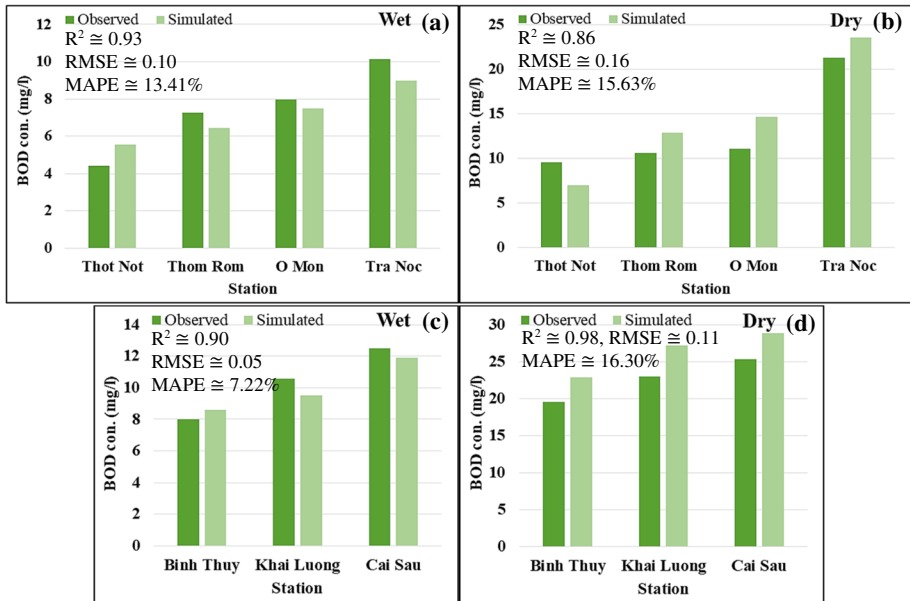 Observed Simulated Wet (a)
R² ≅ 0.93
RMSE ≅ 0.10
MAPE ≅ 13.41%
BOD con. (mg/l)
12
10
8
6
4
2
0
Thot Not Thom Rom O Mon Tra Noc
Station
Observed Simulated Dry (b)
R² ≅ 0.86
RMSE ≅ 0.16
MAPE ≅ 15.63%
BOD con. (mg/l)
25
20
15
10
5
0
Thot Not Thom Rom O Mon Tra Noc
Station
Observed Simulated Wet (c)
R² ≅ 0.90
RMSE ≅ 0.05
MAPE ≅ 7.22%
BOD con. (mg/l)
14
12
10
8
6
4
2
0
Binh Thuy Khai Luong Cai Sau
Station
Observed Simulated Dry (d)
R² ≅ 0.98, RMSE ≅ 0.11
MAPE ≅ 16.30%
BOD con. (mg/l)
30
25
20
15
10
5
0
Binh Thuy Khai Luong Cai Sau
Station